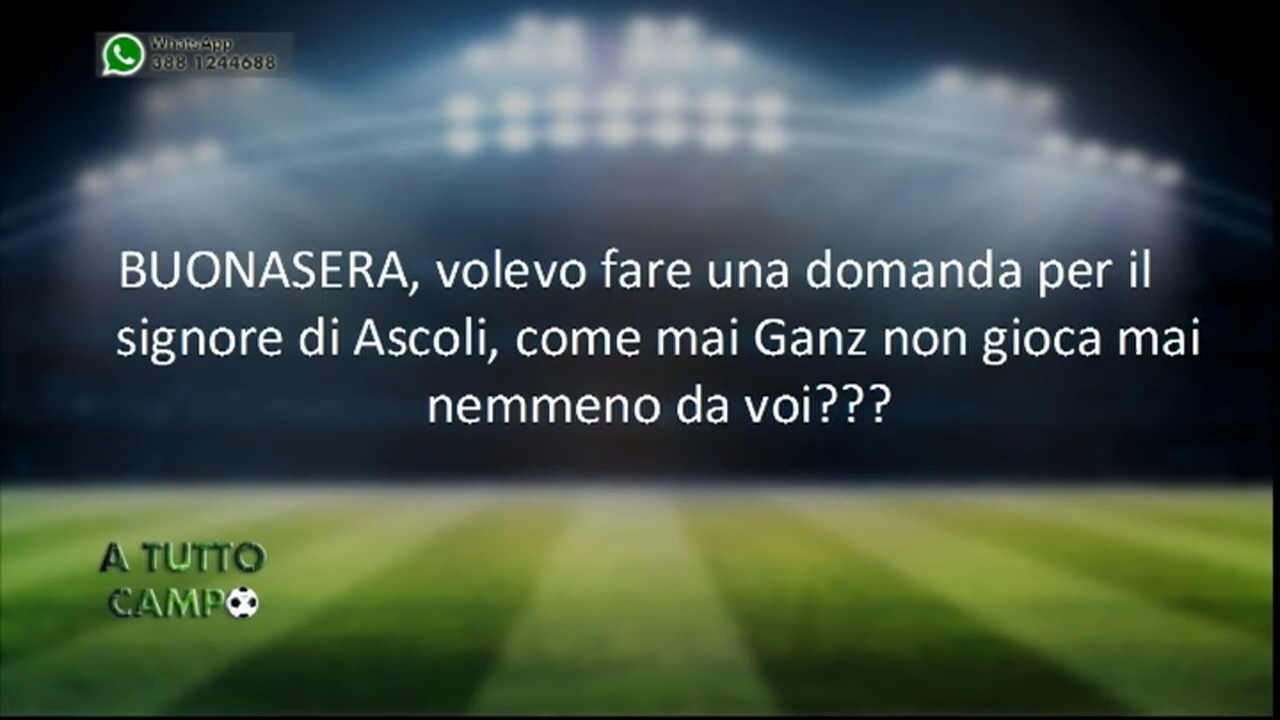 WhatsApp
388 1244688
BUONASERA, volevo fare una domanda per il
signore di Ascoli, come mai Ganz non gioca mai
nemmeno da voi???
A TUTTO
CAMPO